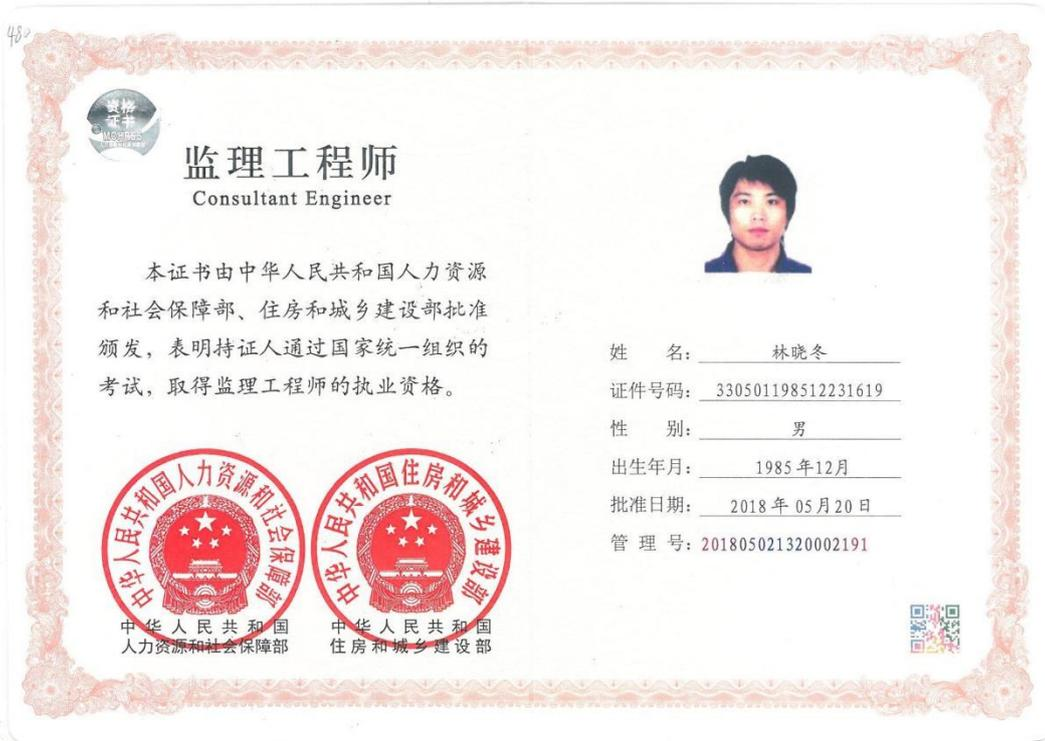 480
资格
证书
MOHRSS
监理工程师
Consultant Engineer
本证书由中华人民共和国人力资源
和社会保障部、住房和城乡建设部批准
颁发，表明持证人通过国家统一组织的
考试，取得监理工程师的执业资格。
中华人民共和国人力资源和社会保障部
中华人民共和国住房和城乡建设部
中华人民共和国
人力资源和社会保障部
中华人民共和国
住房和城乡建设部
姓 名：林晓冬
证件号码：330501198512231619
性 别：男
出生年月：1985年12月
批准日期：2018年05月20日
管 理 号：201805021320002191